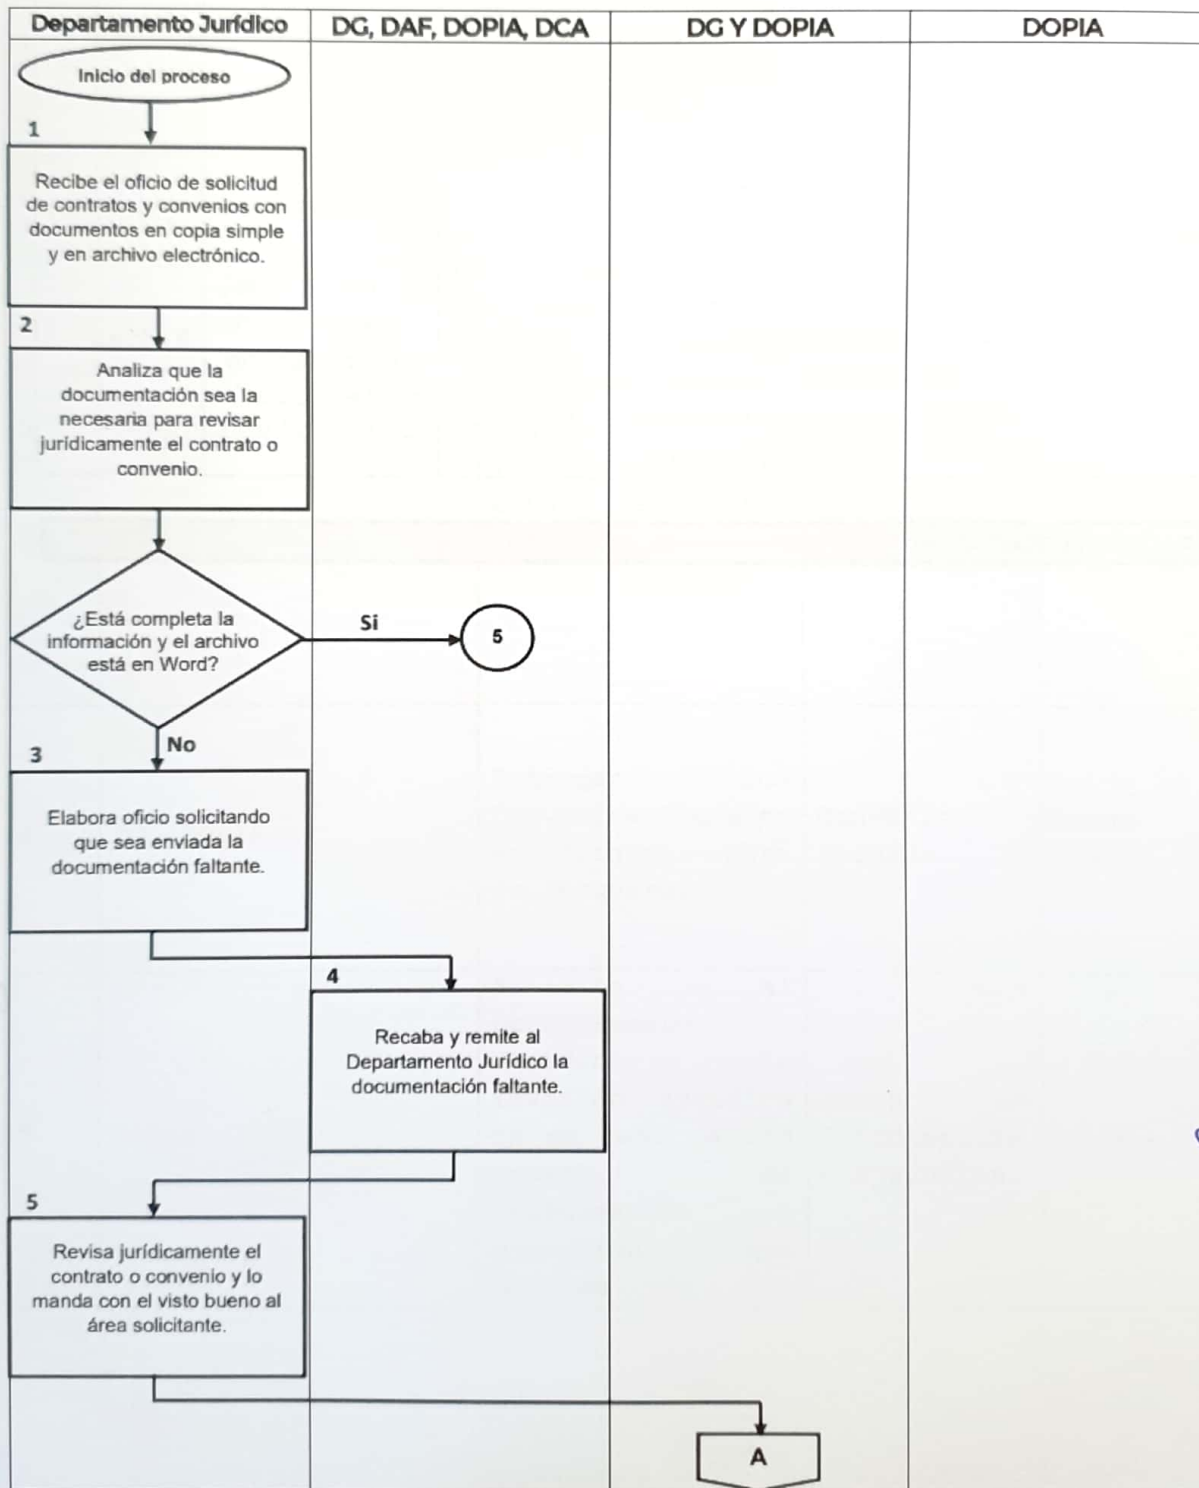 Departamento Jurídico
DG, DAF, DOPIA, DCA
DG Y DOPIA
DOPIA
Inicio del proceso
1
Recibe el oficio de solicitud
de contratos y convenios con
documentos en copia simple
y en archivo electrónico.
2
Analiza que la
documentación sea la
necesaria para revisar
jurídicamente el contrato o
convenio.
¿Está completa la
información y el archivo
está en Word?
Si
5
No
3
Elabora oficio solicitando
que sea enviada la
documentación faltante.
4
Recaba y remite al
Departamento Jurídico la
documentación faltante.
5
Revisa jurídicamente el
contrato o convenio y lo
manda con el visto bueno al
área solicitante.
A